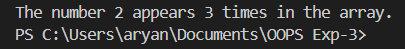 The number 2 appears 3 times in the array.
PS C:\Users\aryan\Documents\OOPS Exp-3>